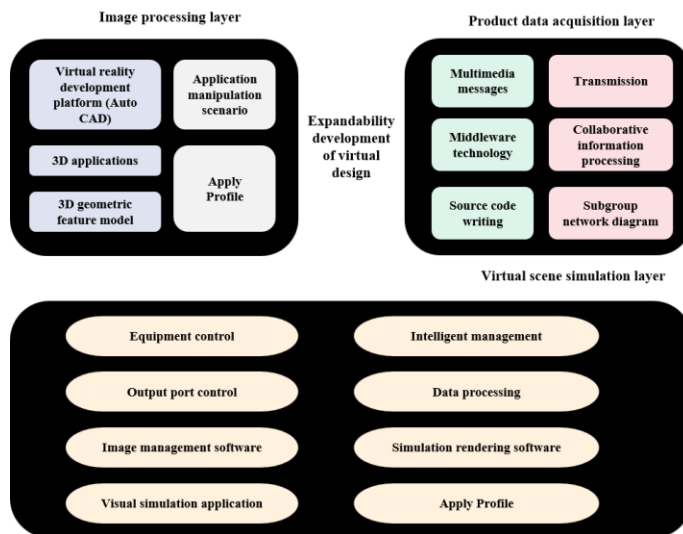 Image processing layer
Virtual reality
development
platform (Auto
CAD)
Application
manipulation
scenario
3D applications
Apply
Profile
3D geometric
feature model
Expandability
development
of virtual
design
Product data acquisition layer
Multimedia
messages
Transmission
Middleware
technology
Collaborative
information
processing
Source code
writing
Subgroup
network diagram
Virtual scene simulation layer
Equipment control
Intelligent management
Output port control
Data processing
Image management software
Simulation rendering software
Visual simulation application
Apply Profile